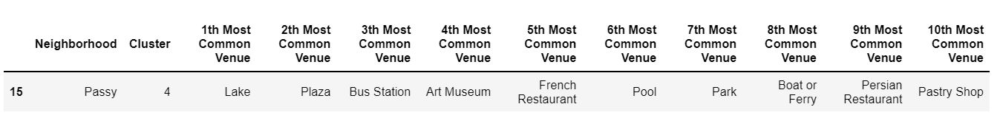 Neighborhood Cluster 1th Most Common Venue 2th Most Common Venue 3th Most Common Venue 4th Most Common Venue 5th Most Common Venue 6th Most Common Venue 7th Most Common Venue 8th Most Common Venue 9th Most Common Venue 10th Most Common Venue
15 Passy 4 Lake Plaza Bus Station Art Museum French Restaurant Pool Park Boat or Ferry Persian Restaurant Pastry Shop